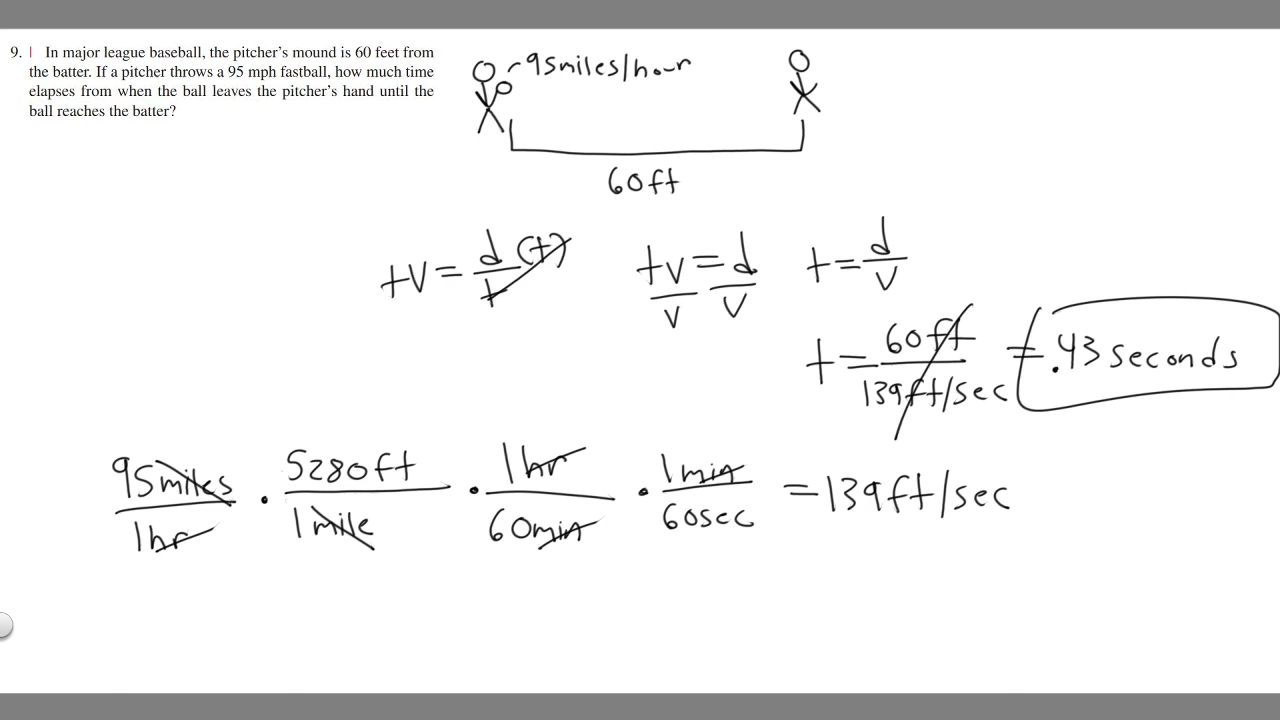 9. | In major league baseball, the pitcher's mound is 60 feet from
the batter. If a pitcher throws a 95 mph fastball, how much time
elapses from when the ball leaves the pitcher's hand until the
ball reaches the batter?
95miles/hour
60ft
tv = d/t (t)
tv/v = d/v
t = d/v
t = 60ft / 139ft/sec = .43 seconds
95miles/1hr · 5280ft/1mile · 1hr/60min · 1min/60sec = 139ft/sec